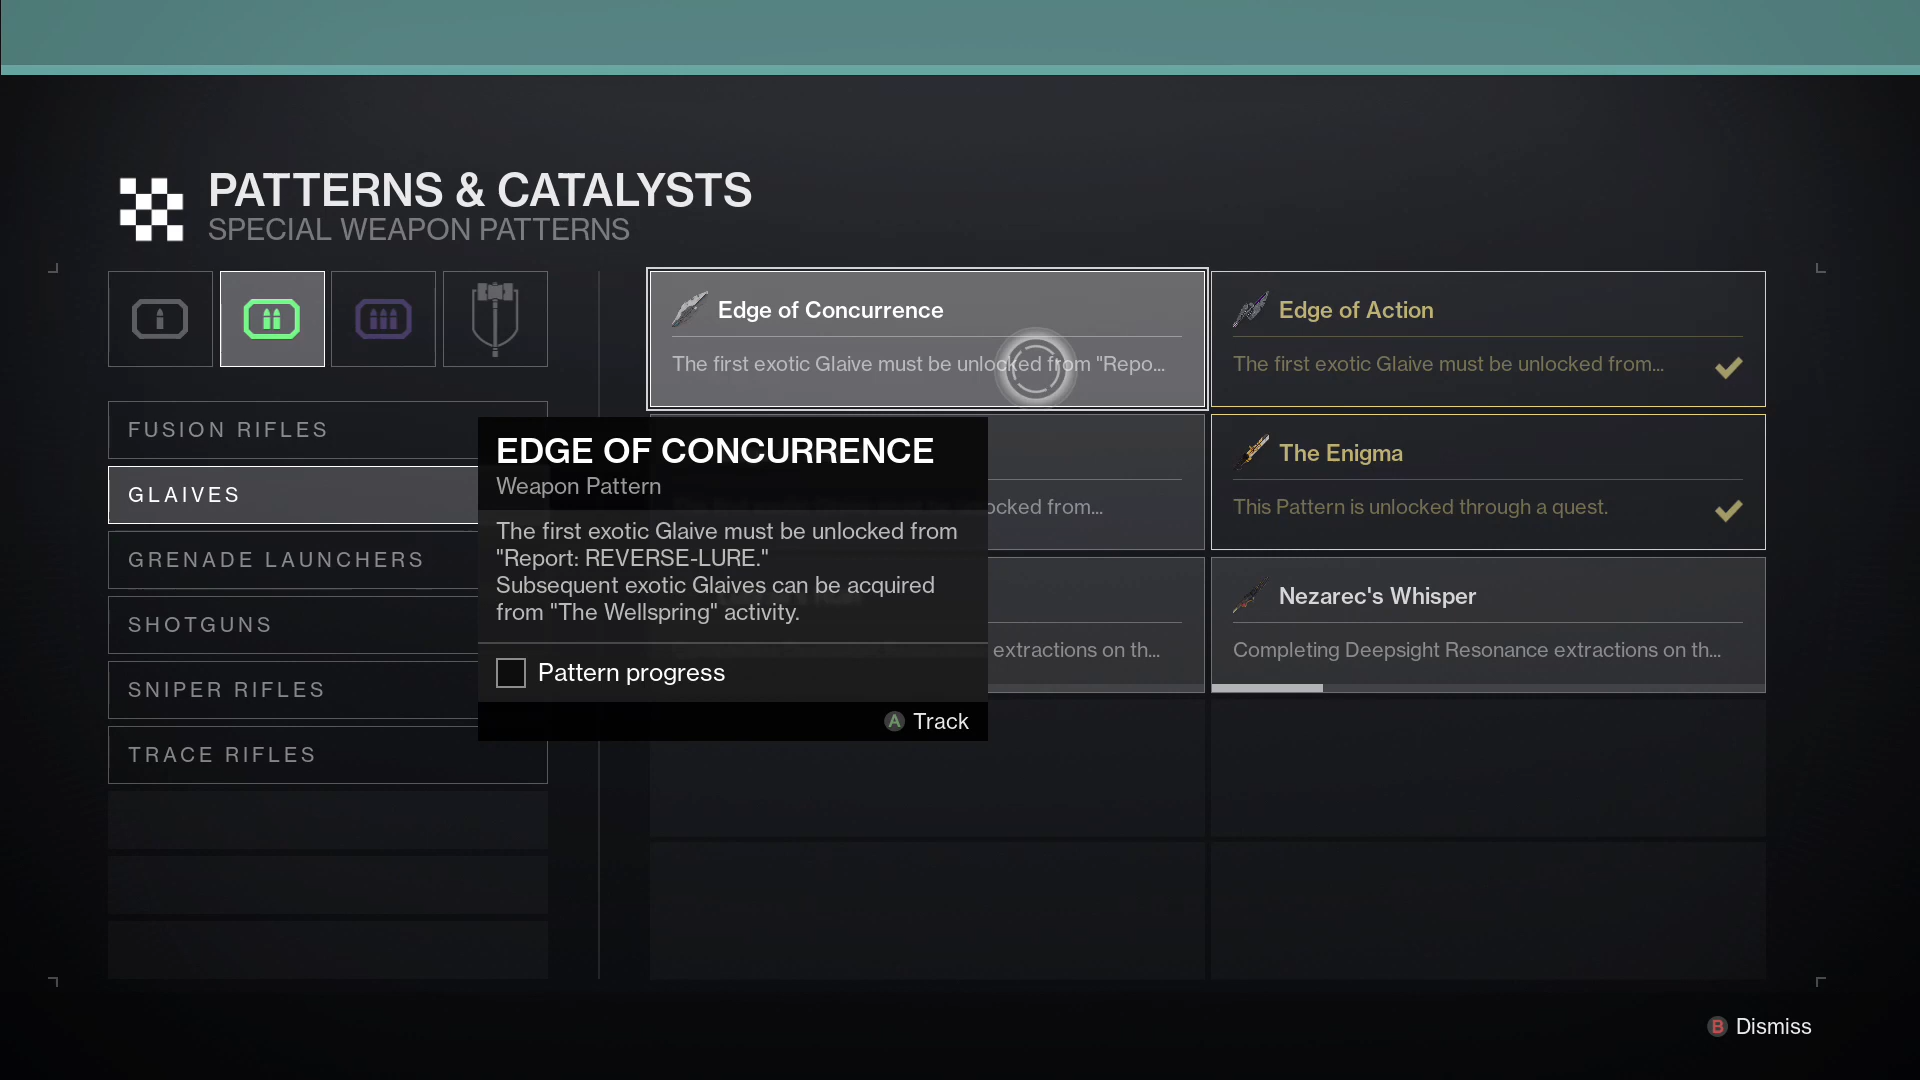 PATTERNS & CATALYSTS
SPECIAL WEAPON PATTERNS
FUSION RIFLES
GLAIVES
GRENADE LAUNCHERS
SHOTGUNS
SNIPER RIFLES
TRACE RIFLES
Edge of Concurrence
The first exotic Glaive must be unlocked from "Repo...
Edge of Action
The first exotic Glaive must be unlocked from...
ocked from...
The Enigma
This Pattern is unlocked through a quest.
extractions on th...
Nezarec's Whisper
Completing Deepsight Resonance extractions on th...
EDGE OF CONCURRENCE
Weapon Pattern
The first exotic Glaive must be unlocked from
"Report: REVERSE-LURE."
Subsequent exotic Glaives can be acquired
from "The Wellspring" activity.
Pattern progress
A Track
B Dismiss